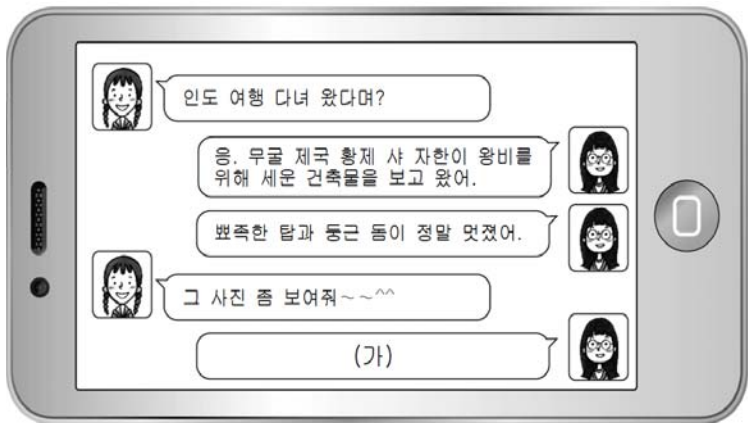 인도 여행 다녀 왔다며?
응. 무굴 제국 황제 샤 자한이 왕비를
위해 세운 건축물을 보고 왔어.
뾰족한 탑과 둥근 돔이 정말 멋졌어.
그 사진 좀 보여줘～～^^
(가)